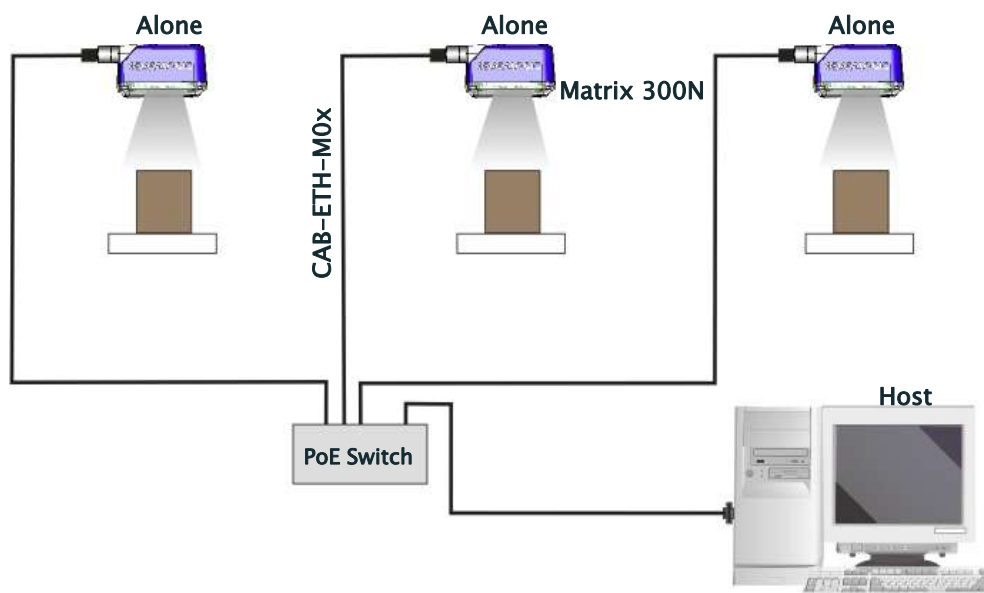 Alone
Alone
Alone
Matrix 300N
CAB-ETH-M0x
PoE Switch
Host